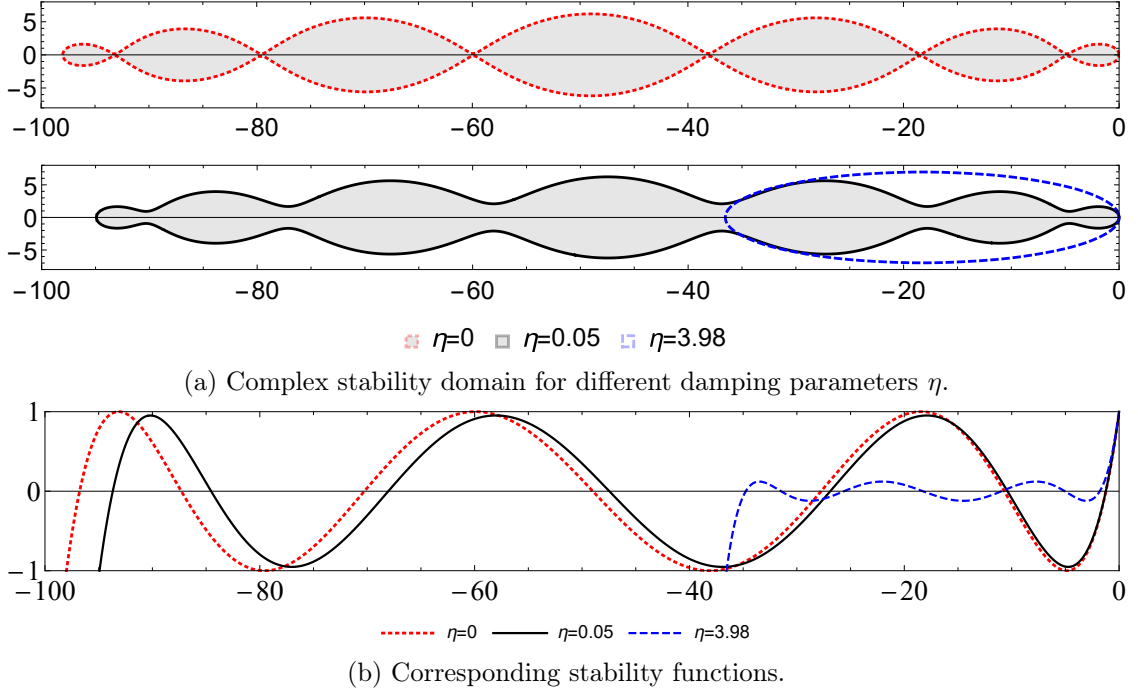 5
0
−5
−100 −80 −60 −40 −20 0
5
0
−5
−100 −80 −60 −40 −20 0
η=0 η=0.05 η=3.98
(a) Complex stability domain for different damping parameters η.
1
0
−1
−100 −80 −60 −40 −20 0
η=0 η=0.05 η=3.98
(b) Corresponding stability functions.